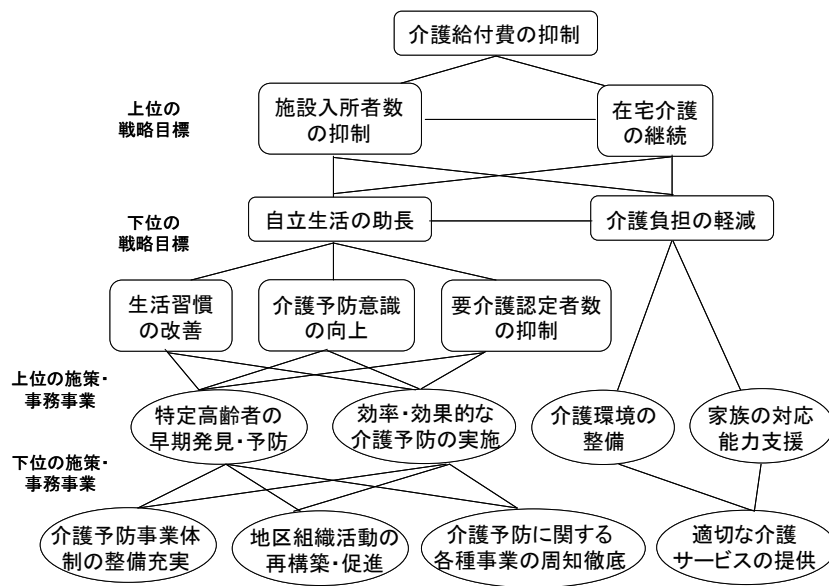 介護給付費の抑制
上位の
戦略目標
施設入所者数
の抑制
在宅介護
の継続
下位の
戦略目標
自立生活の助長
介護負担の軽減
生活習慣
の改善
介護予防意識
の向上
要介護認定者数
の抑制
上位の施策・
事務事業
特定高齢者の
早期発見・予防
効率・効果的な
介護予防の実施
介護環境の
整備
家族の対応
能力支援
下位の施策・
事務事業
介護予防事業体
制の整備充実
地区組織活動の
再構築・促進
介護予防に関する
各種事業の周知徹底
適切な介護
サービスの提供